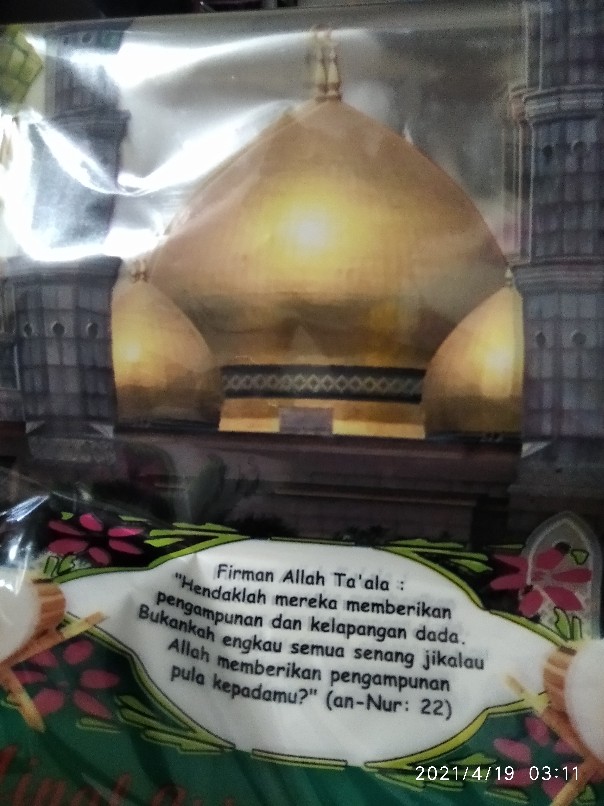 Firman Allah Ta'ala :
"Hendaklah mereka memberikan
pengampunan dan kelapangan dada.
Bukankah engkau semua senang jikalau
Allah memberikan pengampunan
pula kepadamu?" (an-Nur: 22)
2021/4/19 03:11